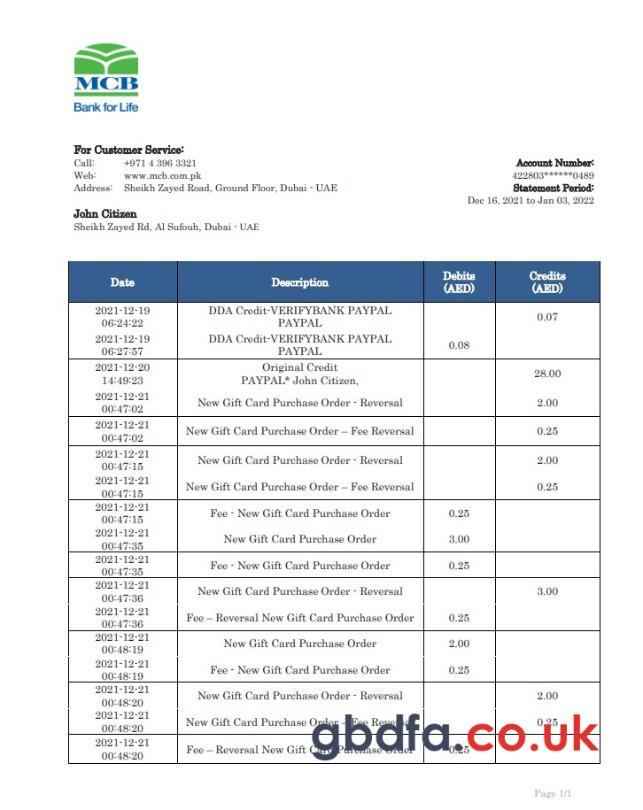 MCB
Bank for Life
For Customer Service:
Call: +971 4 396 3321
Web: www.mcb.com.pk
Address: Sheikh Zayed Road, Ground Floor, Dubai - UAE
Account Number:
422803******0489
Statement Period:
Dec 16, 2021 to Jan 03, 2022
John Citizen
Sheikh Zayed Rd, Al Sufouh, Dubai - UAE
Date Description Debits (AED) Credits (AED)
2021-12-19 06:24:22 DDA Credit-VERIFYBANK PAYPAL PAYPAL 0.07
2021-12-19 06:27:57 DDA Credit-VERIFYBANK PAYPAL PAYPAL 0.08
2021-12-20 14:49:23 Original Credit PAYPAL* John Citizen, 28.00
2021-12-21 00:47:02 New Gift Card Purchase Order - Reversal 2.00
2021-12-21 00:47:02 New Gift Card Purchase Order – Fee Reversal 0.25
2021-12-21 00:47:15 New Gift Card Purchase Order - Reversal 2.00
2021-12-21 00:47:15 New Gift Card Purchase Order – Fee Reversal 0.25
2021-12-21 00:47:15 Fee - New Gift Card Purchase Order 0.25
2021-12-21 00:47:35 New Gift Card Purchase Order 3.00
2021-12-21 00:47:35 Fee - New Gift Card Purchase Order 0.25
2021-12-21 00:47:36 New Gift Card Purchase Order - Reversal 3.00
2021-12-21 00:47:36 Fee – Reversal New Gift Card Purchase Order 0.25
2021-12-21 00:48:19 New Gift Card Purchase Order 2.00
2021-12-21 00:48:19 Fee - New Gift Card Purchase Order 0.25
2021-12-21 00:48:20 New Gift Card Purchase Order - Reversal 2.00
2021-12-21 00:48:20 New Gift Card Purchase Order – Fee Reversal 0.25
2021-12-21 00:48:20 Fee – Reversal New Gift Card Purchase Order 0.25
gbdfa.co.uk
Page 1/1